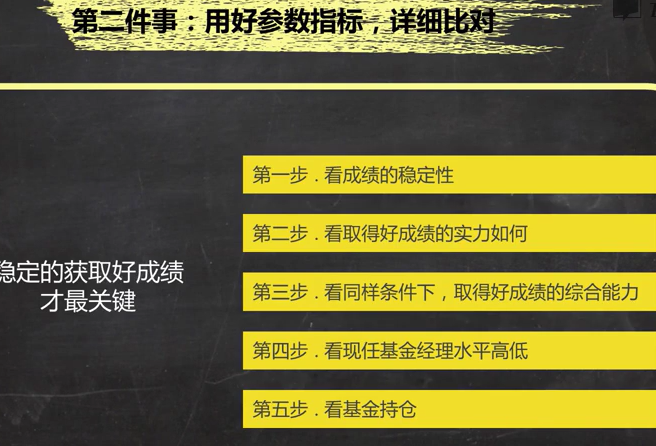 第二件事：用好参数指标，详细比对
第一步．看成绩的稳定性
第二步．看取得好成绩的实力如何
稳定的获取好成绩
才最关键
第三步．看同样条件下，取得好成绩的综合能力
第四步．看现任基金经理水平高低
第五步．看基金持仓